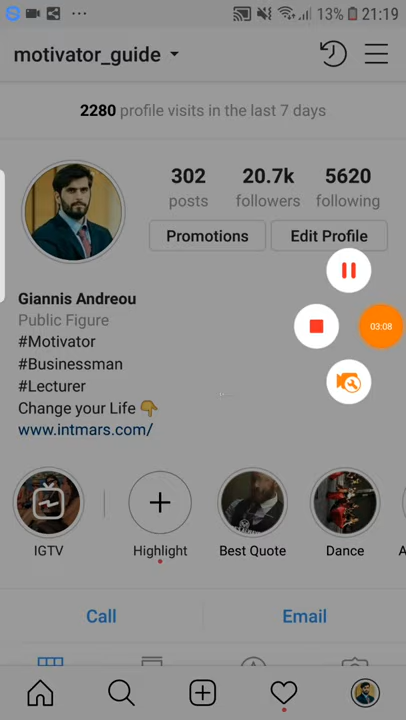 13% 21:19
motivator_guide
2280 profile visits in the last 7 days
302 20.7k 5620
posts followers following
Promotions Edit Profile
Giannis Andreou
Public Figure
#Motivator
#Businessman
03:08
#Lecturer
Change your Life 👇
www.intmars.com/
IGTV Highlight Best Quote Dance A
Call Email